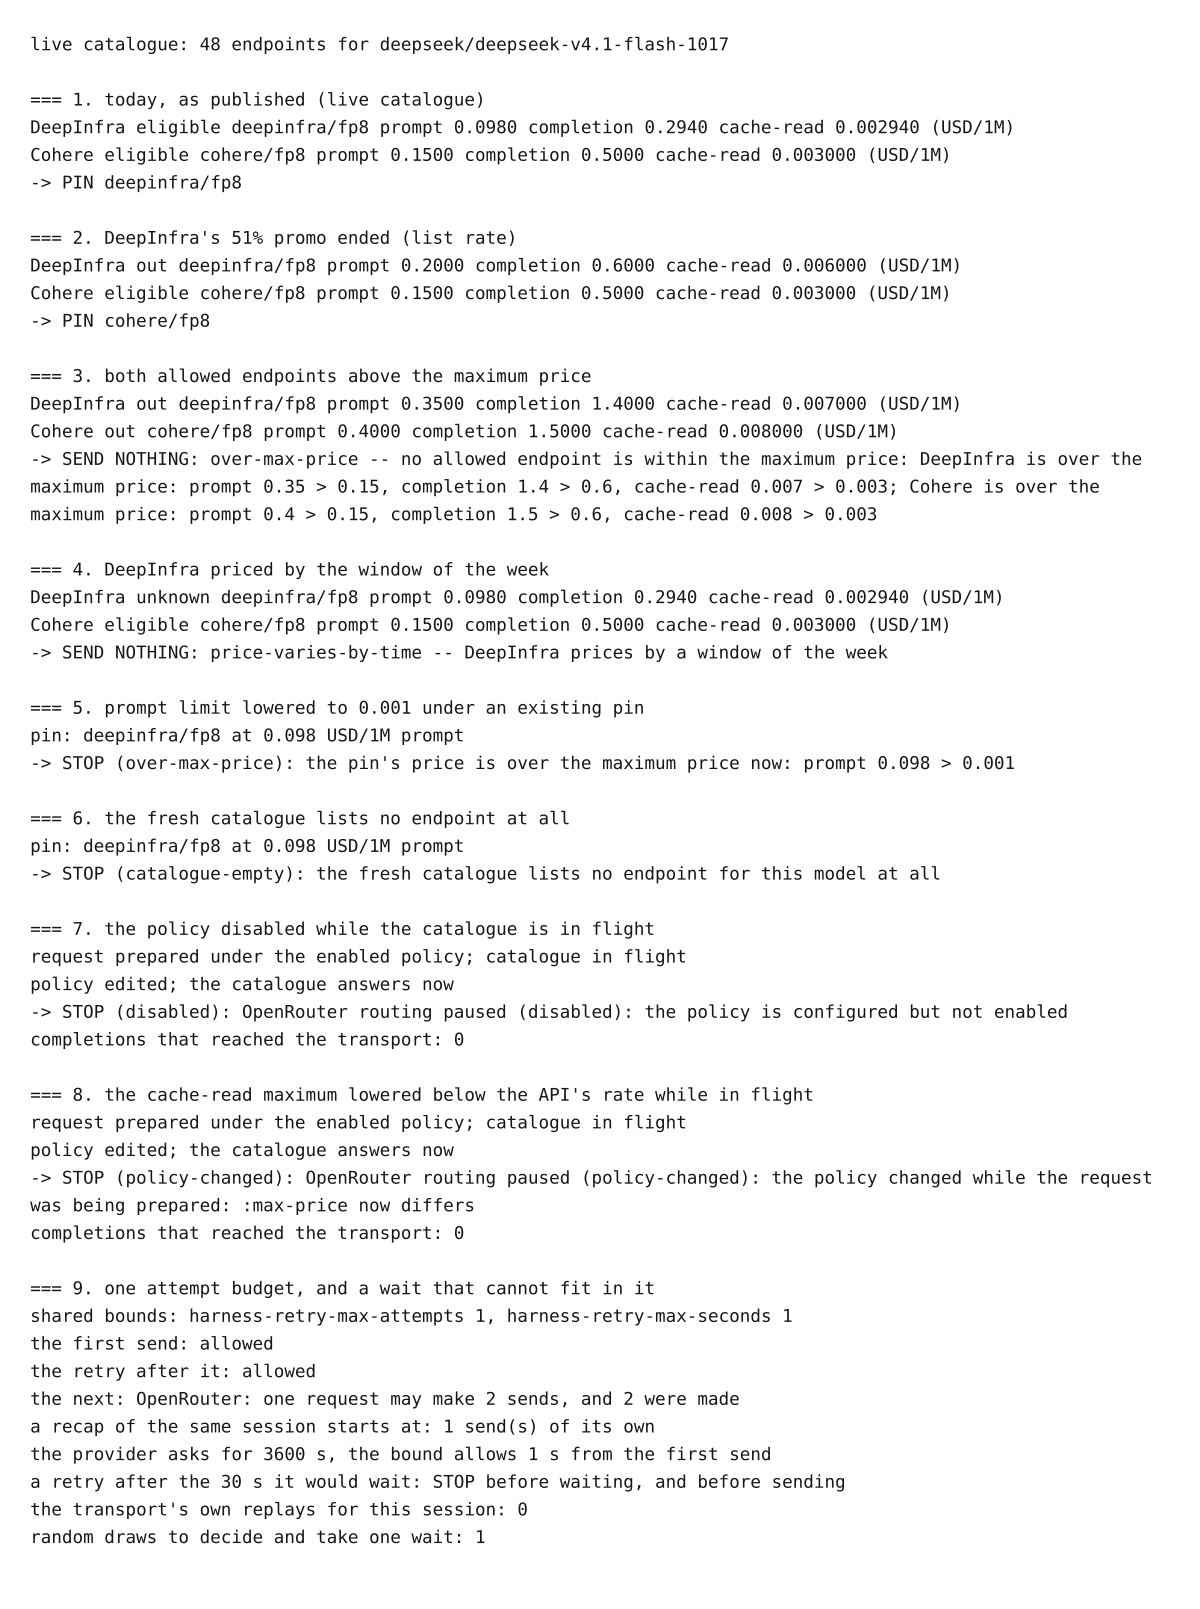 live catalogue: 48 endpoints for deepseek/deepseek-v4.1-flash-1017
=== 1. today, as published (live catalogue)
DeepInfra eligible deepinfra/fp8 prompt 0.0980 completion 0.2940 cache-read 0.002940 (USD/1M)
Cohere eligible cohere/fp8 prompt 0.1500 completion 0.5000 cache-read 0.003000 (USD/1M)
-> PIN deepinfra/fp8
=== 2. DeepInfra's 51% promo ended (list rate)
DeepInfra out deepinfra/fp8 prompt 0.2000 completion 0.6000 cache-read 0.006000 (USD/1M)
Cohere eligible cohere/fp8 prompt 0.1500 completion 0.5000 cache-read 0.003000 (USD/1M)
-> PIN cohere/fp8
=== 3. both allowed endpoints above the maximum price
DeepInfra out deepinfra/fp8 prompt 0.3500 completion 1.4000 cache-read 0.007000 (USD/1M)
Cohere out cohere/fp8 prompt 0.4000 completion 1.5000 cache-read 0.008000 (USD/1M)
-> SEND NOTHING: over-max-price -- no allowed endpoint is within the maximum price: DeepInfra is over the
maximum price: prompt 0.35 > 0.15, completion 1.4 > 0.6, cache-read 0.007 > 0.003; Cohere is over the
maximum price: prompt 0.4 > 0.15, completion 1.5 > 0.6, cache-read 0.008 > 0.003
=== 4. DeepInfra priced by the window of the week
DeepInfra unknown deepinfra/fp8 prompt 0.0980 completion 0.2940 cache-read 0.002940 (USD/1M)
Cohere eligible cohere/fp8 prompt 0.1500 completion 0.5000 cache-read 0.003000 (USD/1M)
-> SEND NOTHING: price-varies-by-time -- DeepInfra prices by a window of the week
=== 5. prompt limit lowered to 0.001 under an existing pin
pin: deepinfra/fp8 at 0.098 USD/1M prompt
-> STOP (over-max-price): the pin's price is over the maximum price now: prompt 0.098 > 0.001
=== 6. the fresh catalogue lists no endpoint at all
pin: deepinfra/fp8 at 0.098 USD/1M prompt
-> STOP (catalogue-empty): the fresh catalogue lists no endpoint for this model at all
=== 7. the policy disabled while the catalogue is in flight
request prepared under the enabled policy; catalogue in flight
policy edited; the catalogue answers now
-> STOP (disabled): OpenRouter routing paused (disabled): the policy is configured but not enabled
completions that reached the transport: 0
=== 8. the cache-read maximum lowered below the API's rate while in flight
request prepared under the enabled policy; catalogue in flight
policy edited; the catalogue answers now
-> STOP (policy-changed): OpenRouter routing paused (policy-changed): the policy changed while the request
was being prepared: :max-price now differs
completions that reached the transport: 0
=== 9. one attempt budget, and a wait that cannot fit in it
shared bounds: harness-retry-max-attempts 1, harness-retry-max-seconds 1
the first send: allowed
the retry after it: allowed
the next: OpenRouter: one request may make 2 sends, and 2 were made
a recap of the same session starts at: 1 send(s) of its own
the provider asks for 3600 s, the bound allows 1 s from the first send
a retry after the 30 s it would wait: STOP before waiting, and before sending
the transport's own replays for this session: 0
random draws to decide and take one wait: 1